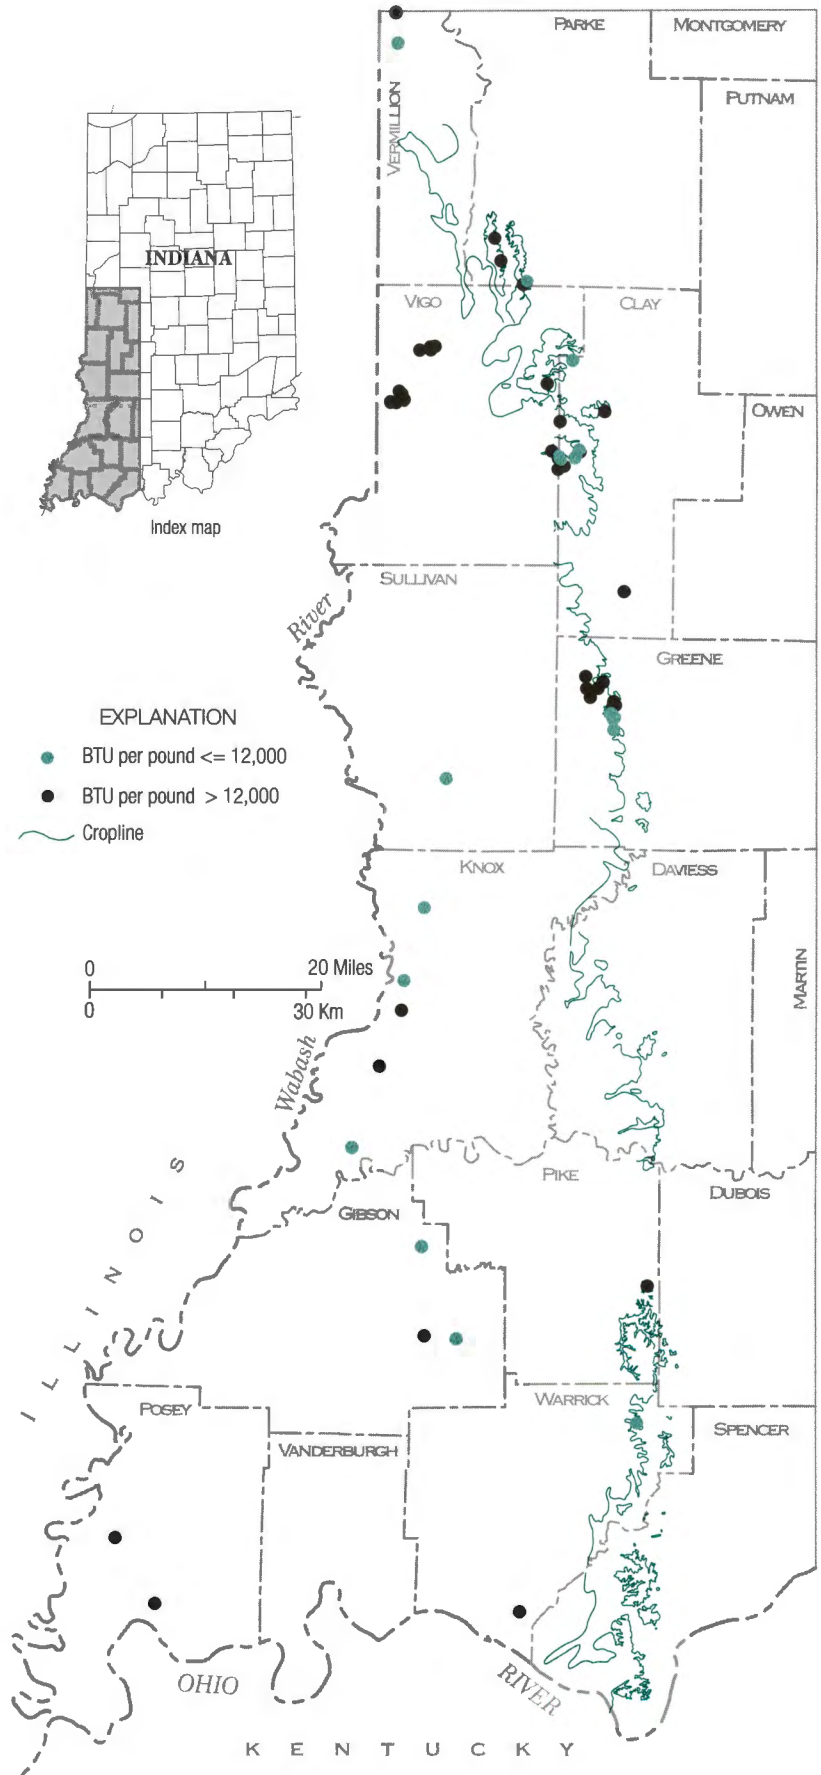 PARKE
MONTGOMERY
PUTNAM
VERMILLION
INDIANA
VIGO
CLAY
OWEN
Index map
SULLIVAN
River
GREENE
EXPLANATION
BTU per pound <= 12,000
BTU per pound > 12,000
Cropline
KNOX
DAVIESS
0 20 Miles
0 30 Km
MARTIN
Wabash
ILLINOIS
PIKE
DUBOIS
GIBSON
WARRICK
POSEY
SPENCER
VANDERBURGH
OHIO
RIVER
KENTUCKY